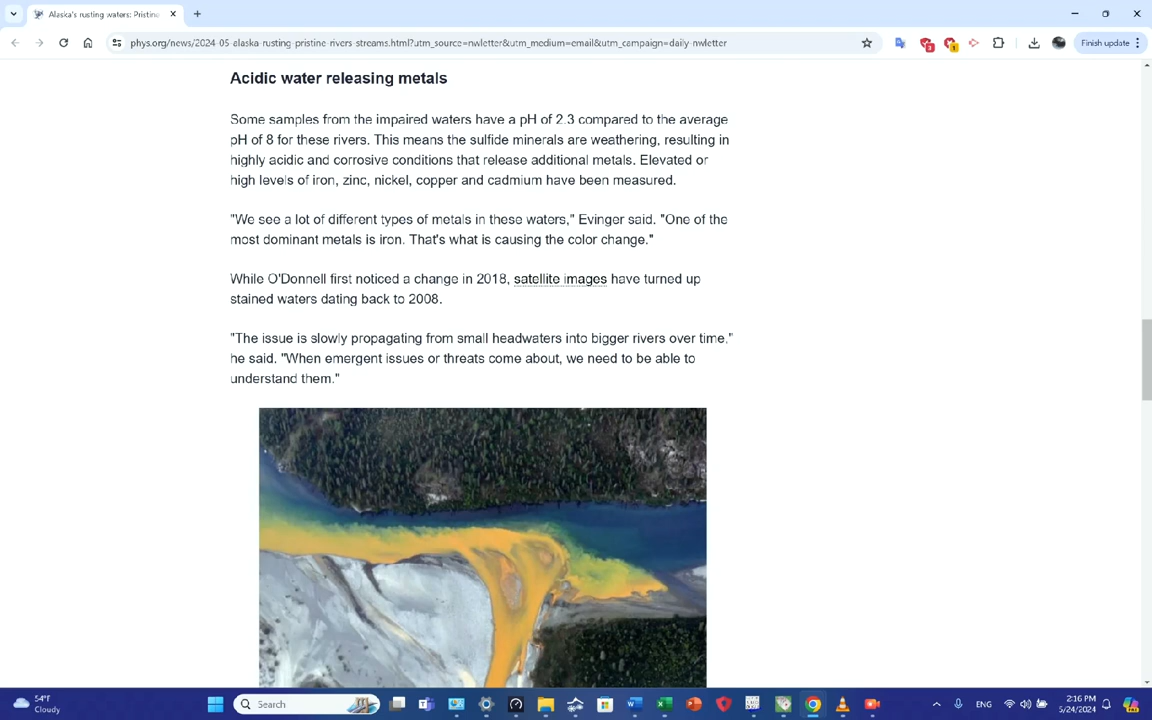 Alaska's rusting waters: Pristine
phys.org/news/2024-05-alaska-rusting-pristine-rivers-streams.html?utm_source=nwletter&utm_medium=email&utm_campaign=daily-nwletter
Finish update
Acidic water releasing metals
Some samples from the impaired waters have a pH of 2.3 compared to the average
pH of 8 for these rivers. This means the sulfide minerals are weathering, resulting in
highly acidic and corrosive conditions that release additional metals. Elevated or
high levels of iron, zinc, nickel, copper and cadmium have been measured.
"We see a lot of different types of metals in these waters," Evinger said. "One of the
most dominant metals is iron. That's what is causing the color change."
While O'Donnell first noticed a change in 2018, satellite images have turned up
stained waters dating back to 2008.
"The issue is slowly propagating from small headwaters into bigger rivers over time,"
he said. "When emergent issues or threats come about, we need to be able to
understand them."
54°F
Cloudy
Search
ENG
2:16 PM
5/24/2024